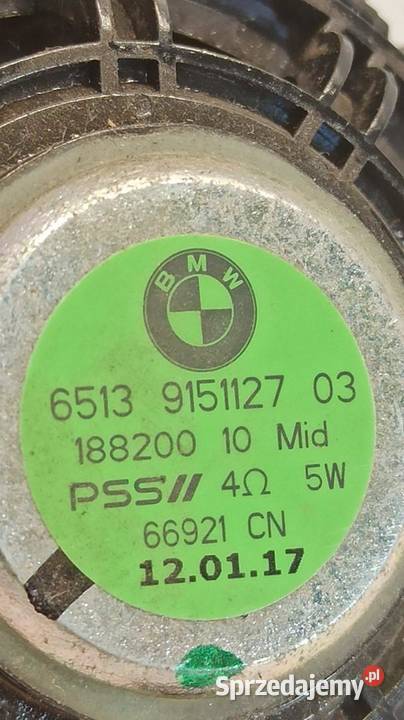 BMW
6513 9151127 03
188200 10 Mid
PSS// 4Ω 5W
66921 CN
12.01.17
Sprzedajemy.pl